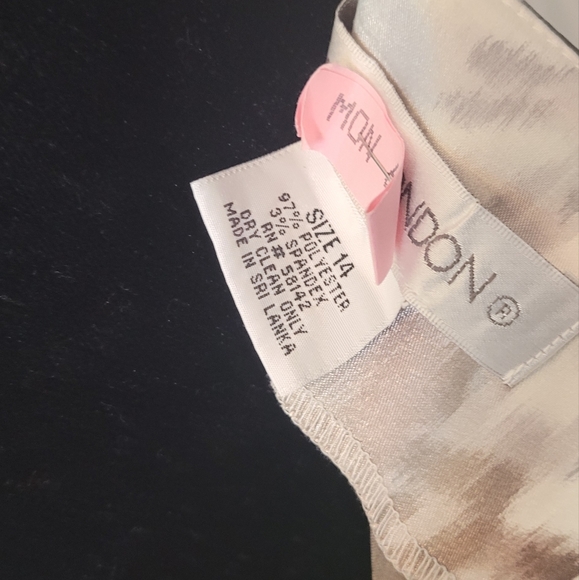 MON
NDON®
SIZE 14
97% POLYESTER
3% SPANDEX
RN# 58142
DRY CLEAN ONLY
MADE IN SRI LANKA